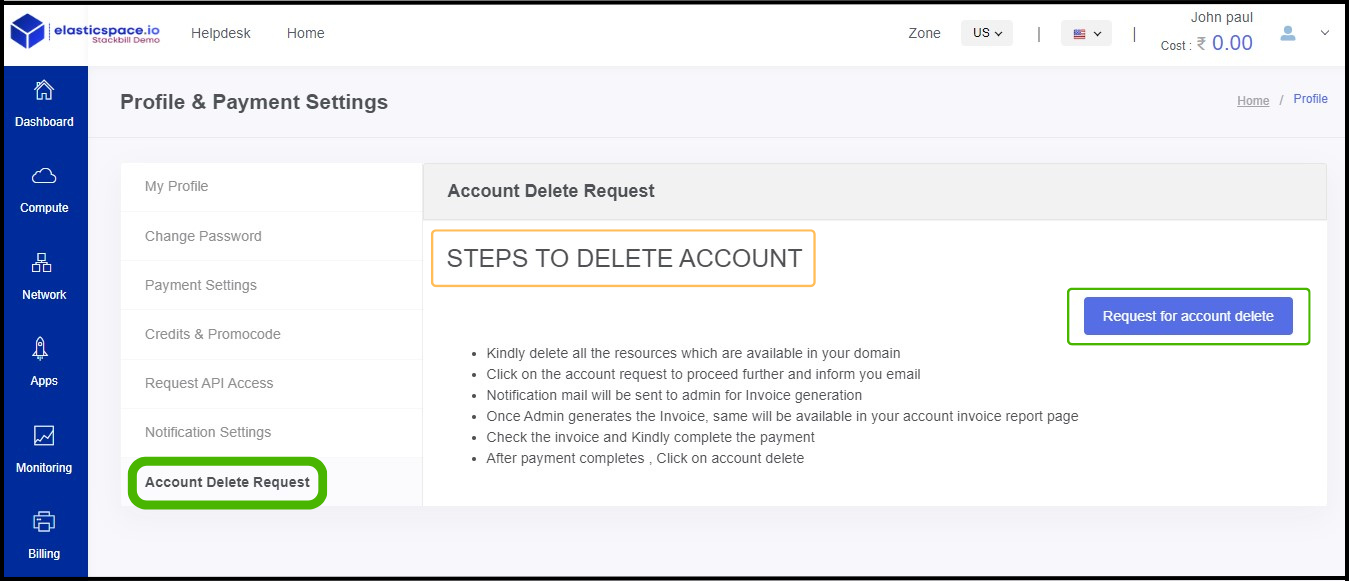 elasticspace.io
Stackbill Demo
Helpdesk
Home
Zone
US
|
|
John paul
Cost : ₹ 0.00
Dashboard
Compute
Network
Apps
Monitoring
Billing
Profile & Payment Settings
Home / Profile
My Profile
Change Password
Payment Settings
Credits & Promocode
Request API Access
Notification Settings
Account Delete Request
Account Delete Request
STEPS TO DELETE ACCOUNT
Request for account delete
• Kindly delete all the resources which are available in your domain
• Click on the account request to proceed further and inform you email
• Notification mail will be sent to admin for Invoice generation
• Once Admin generates the Invoice, same will be available in your account invoice report page
• Check the invoice and Kindly complete the payment
• After payment completes , Click on account delete